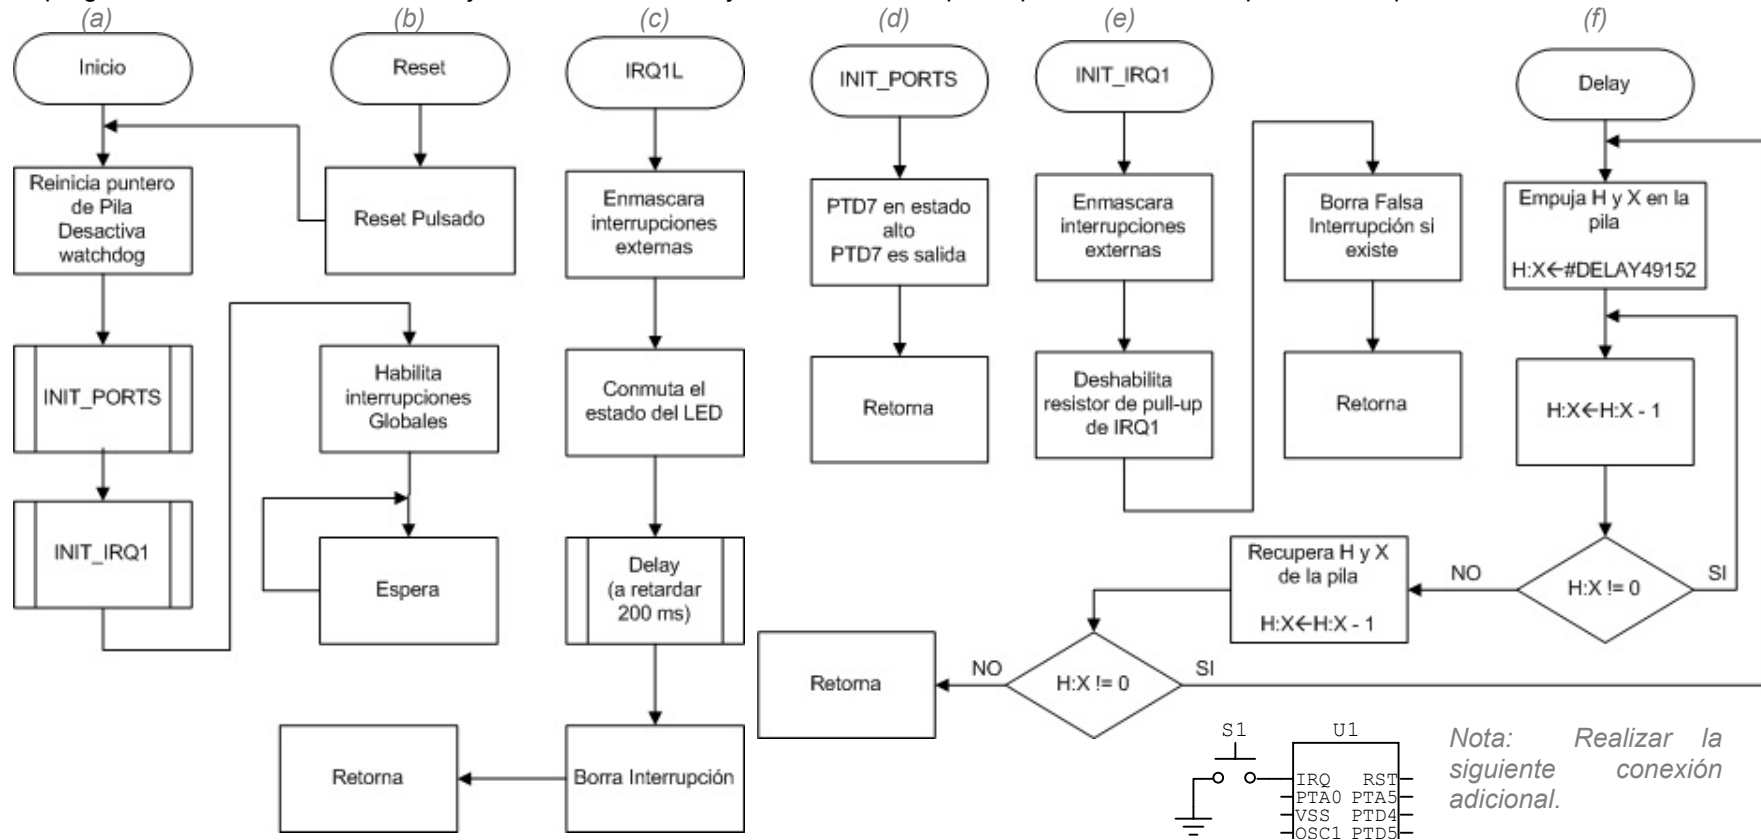 (a)
(b)
(c)
(d)
(e)
(f)
Inicio
Reinicia puntero
de Pila
Desactiva
watchdog
INIT_PORTS
INIT_IRQ1
Reset
Reset Pulsado
Habilita
interrupciones
Globales
Espera
IRQ1L
Enmascara
interrupciones
externas
Conmuta el
estado del LED
Delay
(a retardar
200 ms)
Borra Interrupción
Retorna
INIT_PORTS
PTD7 en estado
alto
PTD7 es salida
Retorna
INIT_IRQ1
Enmascara
interrupciones
externas
Deshabilita
resistor de pull-up
de IRQ1
Borra Falsa
Interrupción si
existe
Retorna
Delay
Empuja H y X en la
pila
H:X←#DELAY49152
H:X←H:X - 1
H:X != 0
SI
NO
Recupera H y X
de la pila
H:X←H:X - 1
H:X != 0
SI
NO
Retorna
S1
U1
IRQ RST
PTA0 PTA5
VSS PTD4
OSC1 PTD5
Nota: Realizar la
siguiente conexión
adicional.